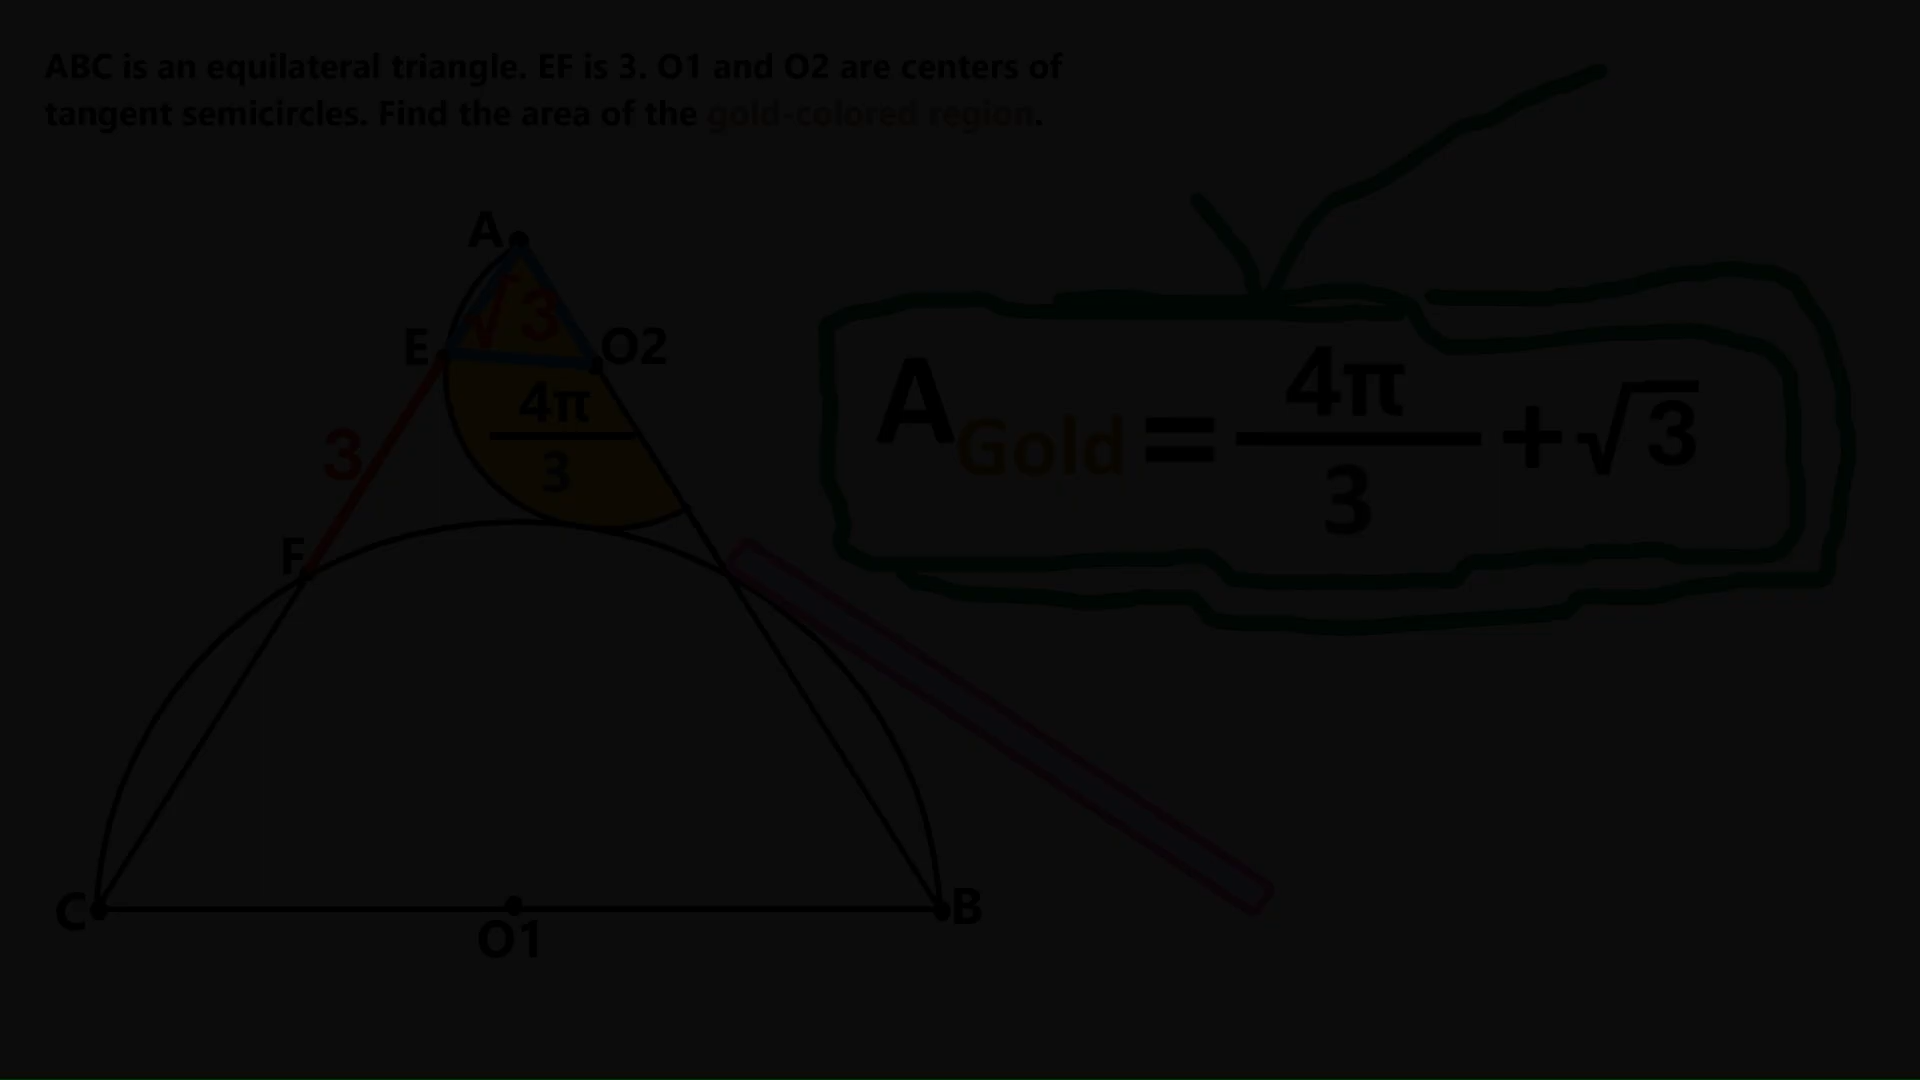 ABC is an equilateral triangle. EF is 3. O1 and O2 are centers of
tangent semicircles. Find the area of the gold-colored region.
A
√3
E
O2
4π
3
3
F
A Gold = 4π/3 + √3
C
O1
B